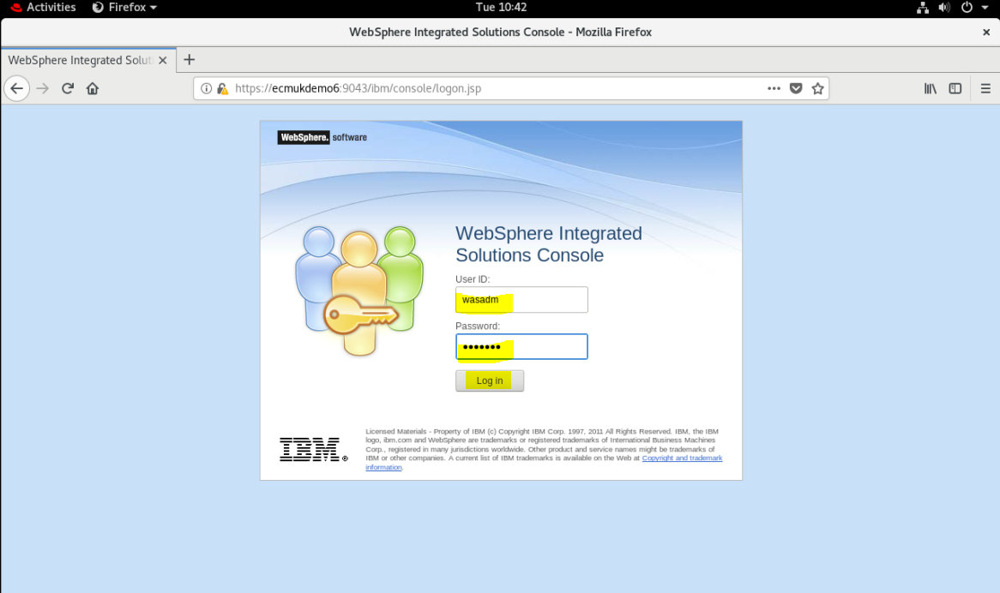 Activities Firefox Tue 10:42
WebSphere Integrated Solutions Console - Mozilla Firefox
WebSphere Integrated Soluti
https://ecmukdemo6:9043/ibm/console/logon.jsp
WebSphere. software
WebSphere Integrated
Solutions Console
User ID:
wasadm
Password:
•••••••
Log in
Licensed Materials - Property of IBM (c) Copyright IBM Corp. 1997, 2011 All Rights Reserved. IBM, the IBM
logo, ibm.com and WebSphere are trademarks or registered trademarks of International Business Machines
Corp., registered in many jurisdictions worldwide. Other product and service names might be trademarks of
IBM or other companies. A current list of IBM trademarks is available on the Web at Copyright and trademark
information.
IBM®